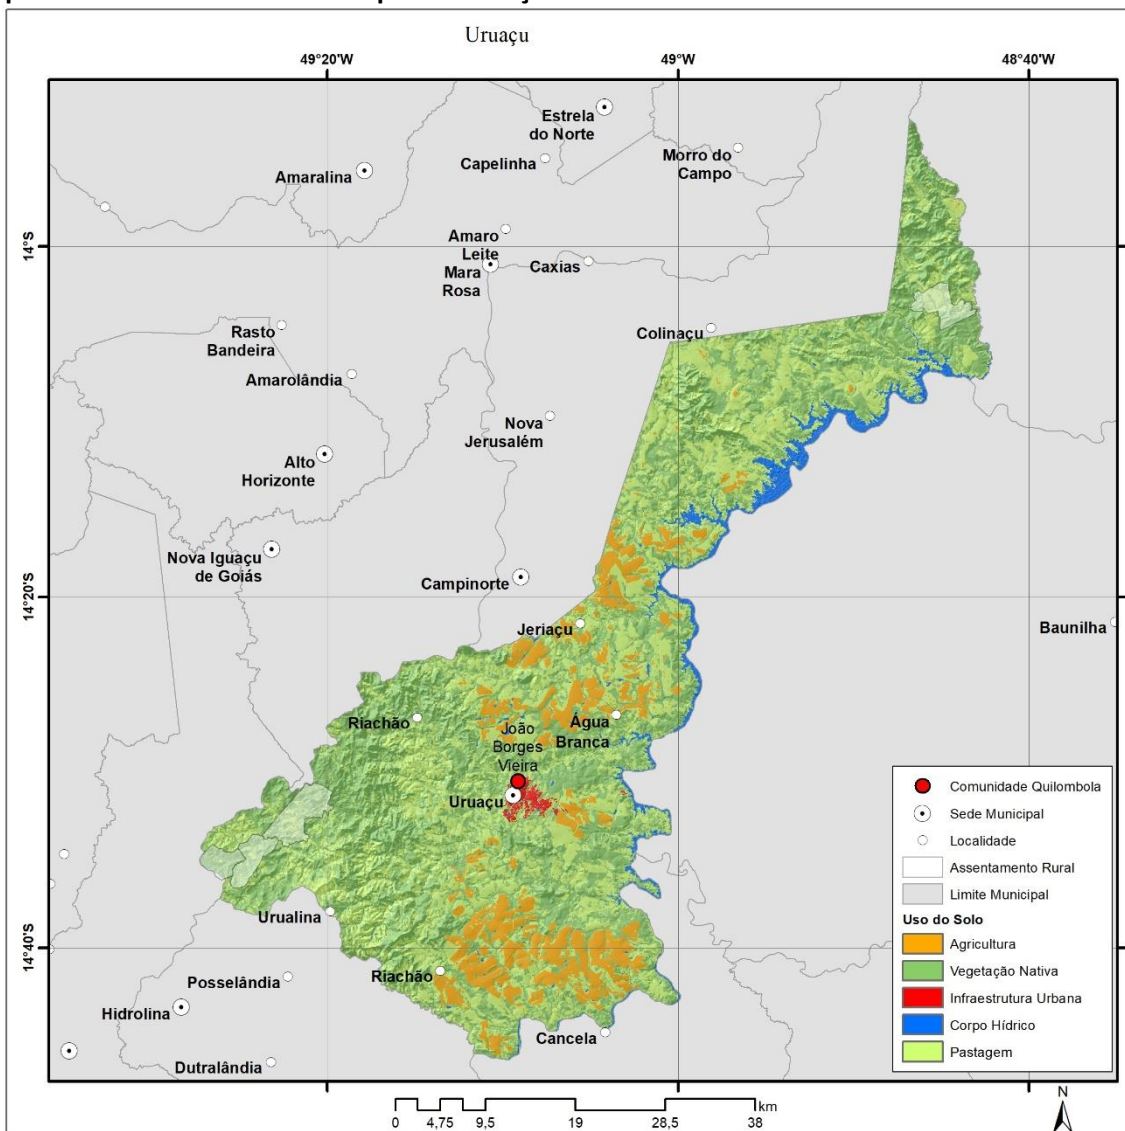 Uruaçu
49°20'W
49°W
48°40'W
Estrela
do Norte
Capelinha
Morro do
Campo
Amaralina
14°S
Amaro
Leite
Mara
Rosa
Caxias
Rasto
Bandeira
Colinaçu
Amarolândia
Nova
Jerusalém
Alto
Horizonte
Nova Iguaçu
de Goiás
Campinorte
14°20'S
Jeriaçu
Baunilha
Riachão
Água
Branca
João
Borges
Vieira
Uruaçu
Urualina
14°40'S
Riachão
Posselândia
Hidrolina
Cancela
Dutralândia
Comunidade Quilombola
Sede Municipal
Localidade
Assentamento Rural
Limite Municipal
Uso do Solo
Agricultura
Vegetação Nativa
Infraestrutura Urbana
Corpo Hídrico
Pastagem
km
0 4,75 9,5 19 28,5 38
N